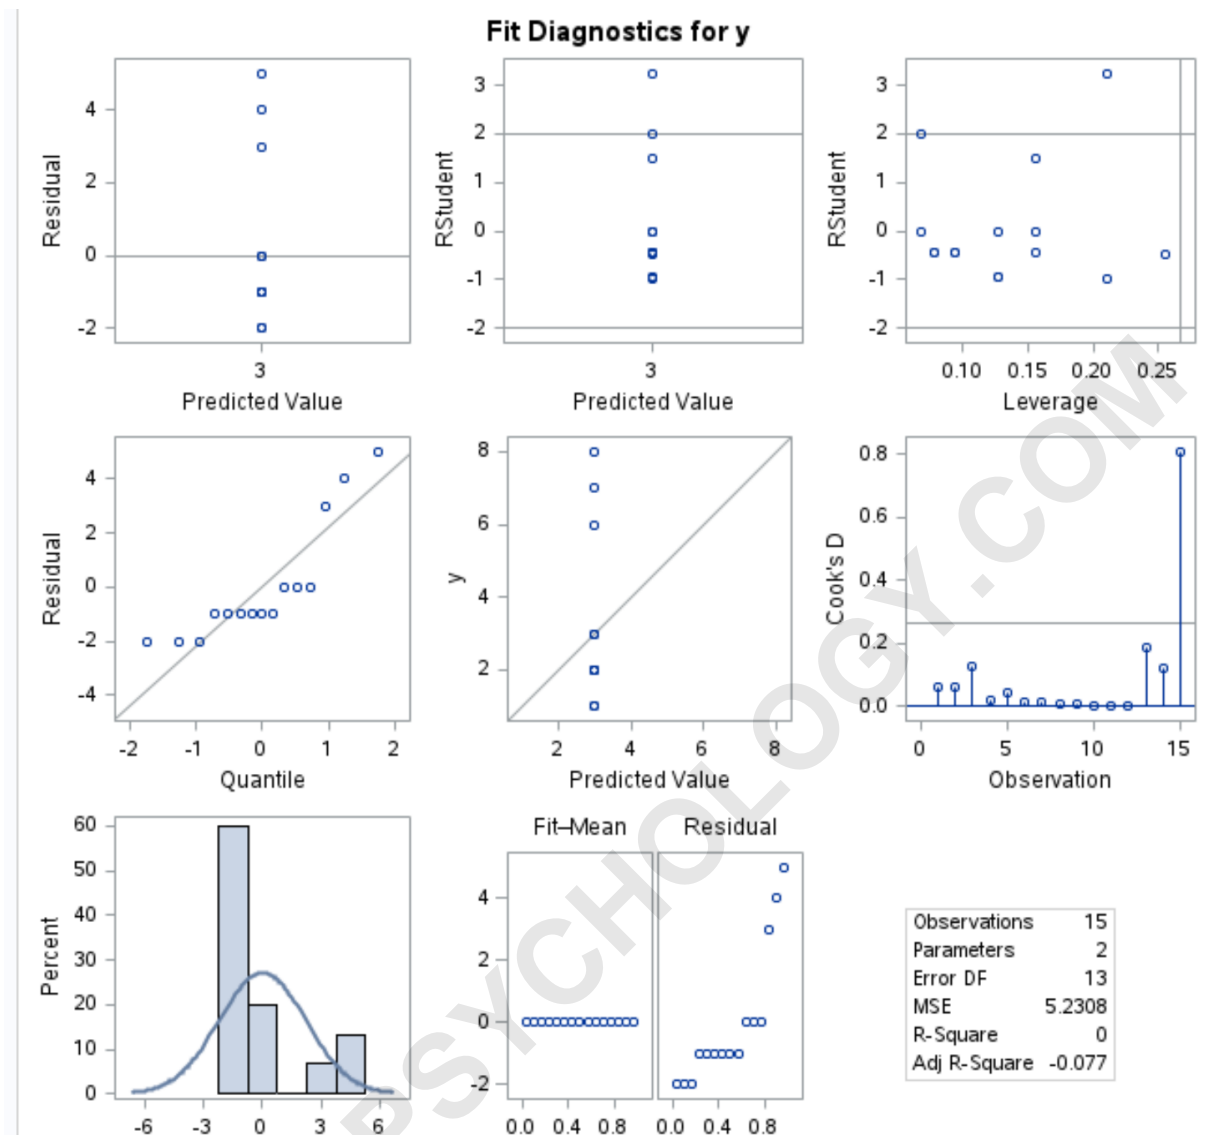 Fit Diagnostics for y
Residual
4
2
0
-2
3
Predicted Value
RStudent
3
2
1
0
-1
-2
3
Predicted Value
RStudent
3
2
1
0
-1
-2
0.10 0.15 0.20 0.25
Leverage
Residual
4
2
0
-2
-4
-2 -1 0 1 2
Quantile
y
8
6
4
2
2 4 6 8
Predicted Value
Cook's D
0.8
0.6
0.4
0.2
0.0
0 5 10 15
Observation
Percent
60
50
40
30
20
10
0
-6 -3 0 3 6
Fit–Mean Residual
4
2
0
-2
0.0 0.4 0.8 0.0 0.4 0.8
Observations 15
Parameters 2
Error DF 13
MSE 5.2308
R-Square 0
Adj R-Square -0.077
PSYCHOLOGY.COM